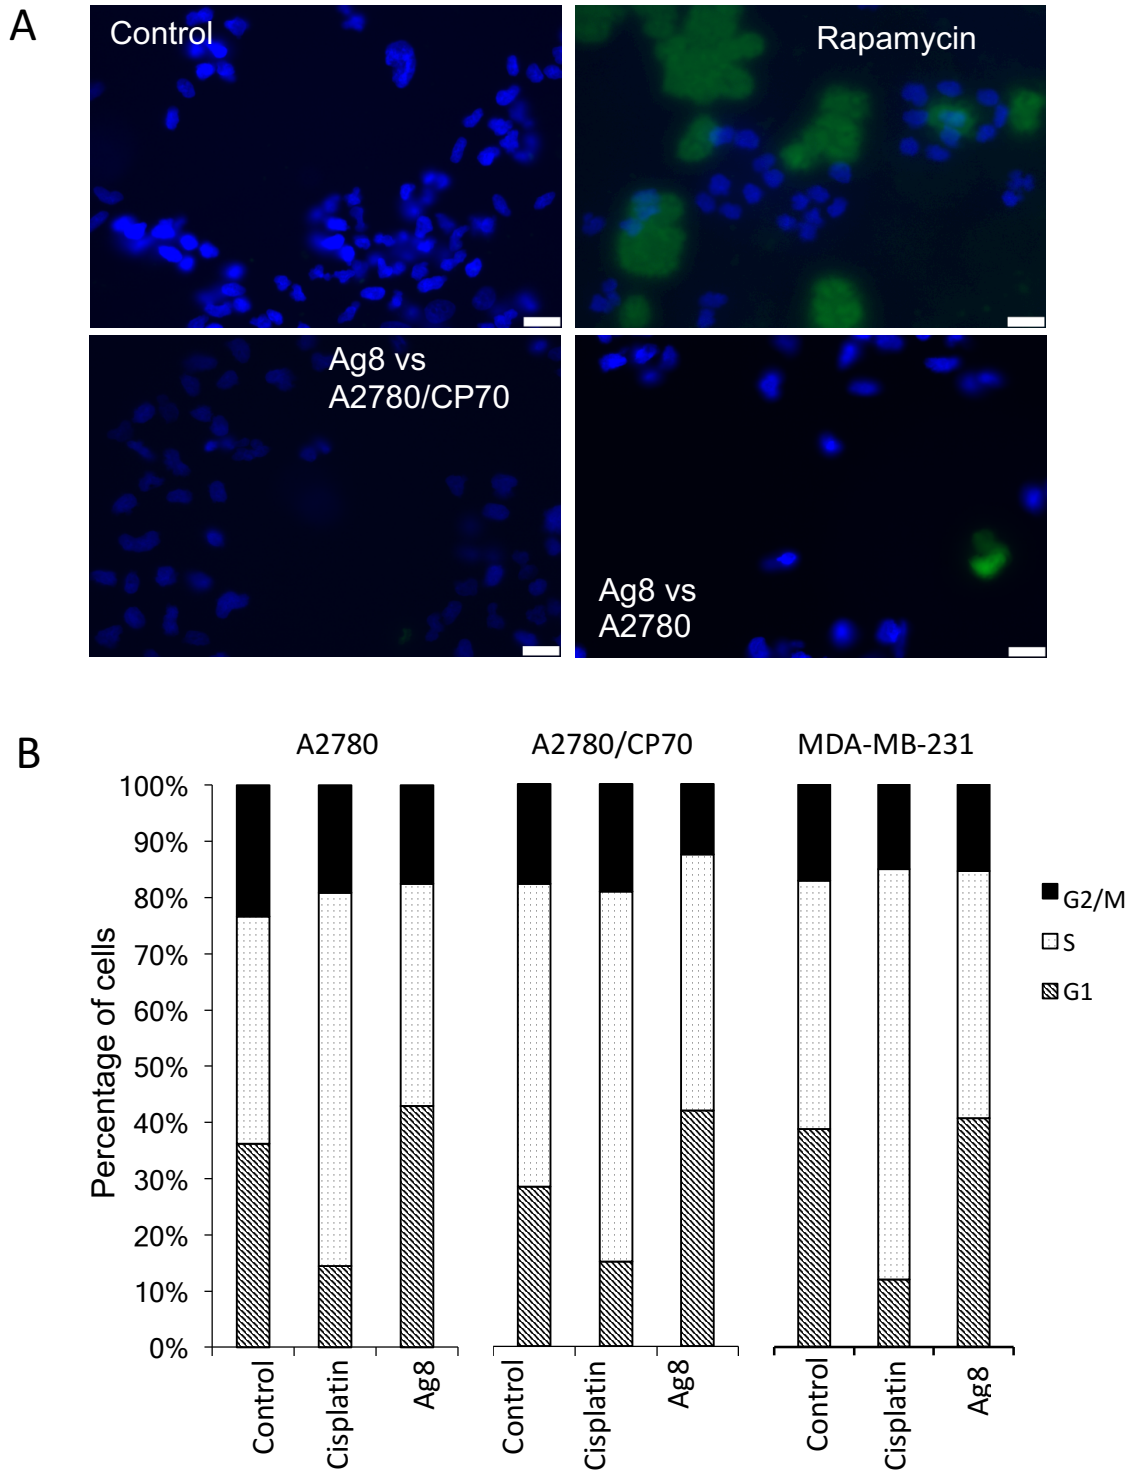 A
Control
Rapamycin
Ag8 vs
A2780/CP70
Ag8 vs
A2780
B
A2780
A2780/CP70
MDA-MB-231
100%
90%
80%
70%
60%
50%
40%
30%
20%
10%
0%
Percentage of cells
G2/M
S
G1
Control
Cisplatin
Ag8
Control
Cisplatin
Ag8
Control
Cisplatin
Ag8